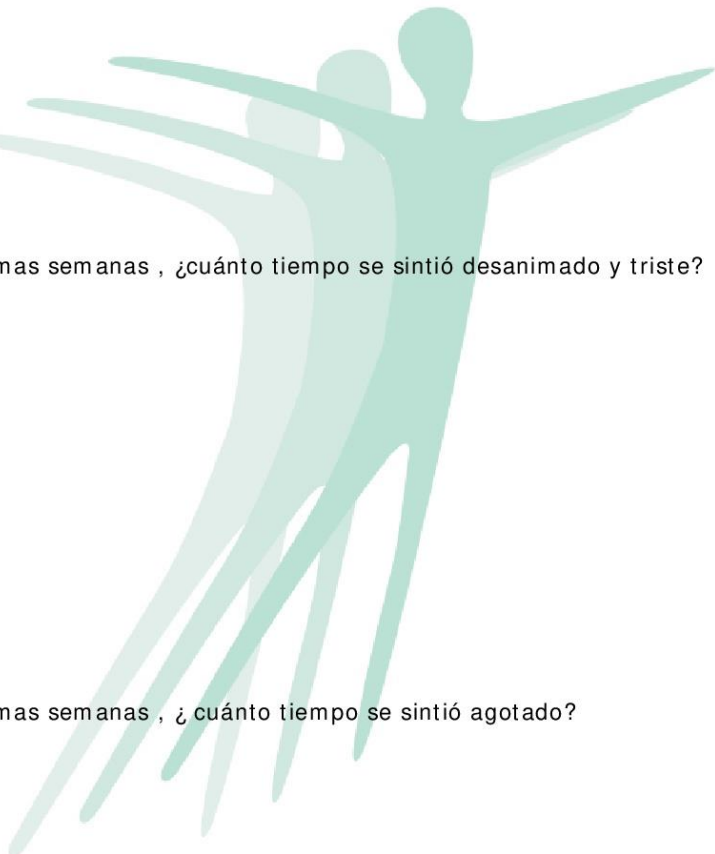 mas semanas , ¿cuánto tiempo se sintió desanimado y triste?
mas semanas , ¿ cuánto tiempo se sintió agotado?